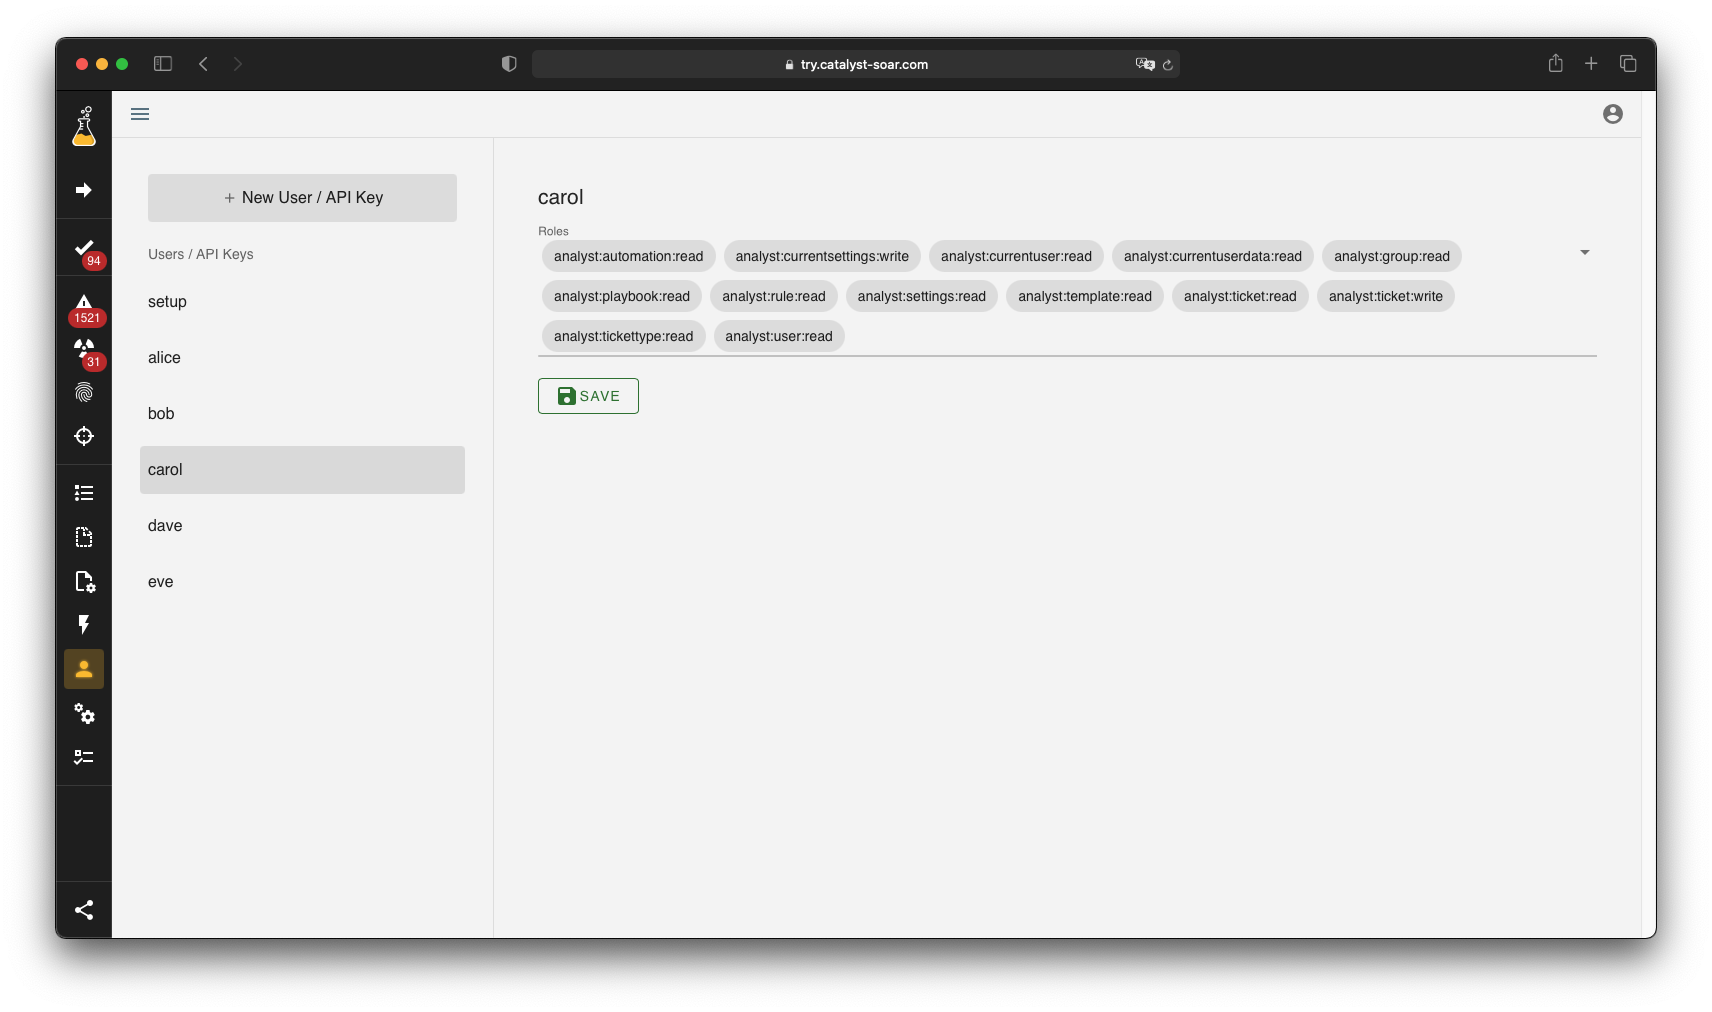 try.catalyst-soar.com
94
1521
31
+ New User / API Key
Users / API Keys
setup
alice
bob
carol
dave
eve
carol
Roles
analyst:automation:read analyst:currentsettings:write analyst:currentuser:read analyst:currentuserdata:read analyst:group:read
analyst:playbook:read analyst:rule:read analyst:settings:read analyst:template:read analyst:ticket:read analyst:ticket:write
analyst:tickettype:read analyst:user:read
SAVE